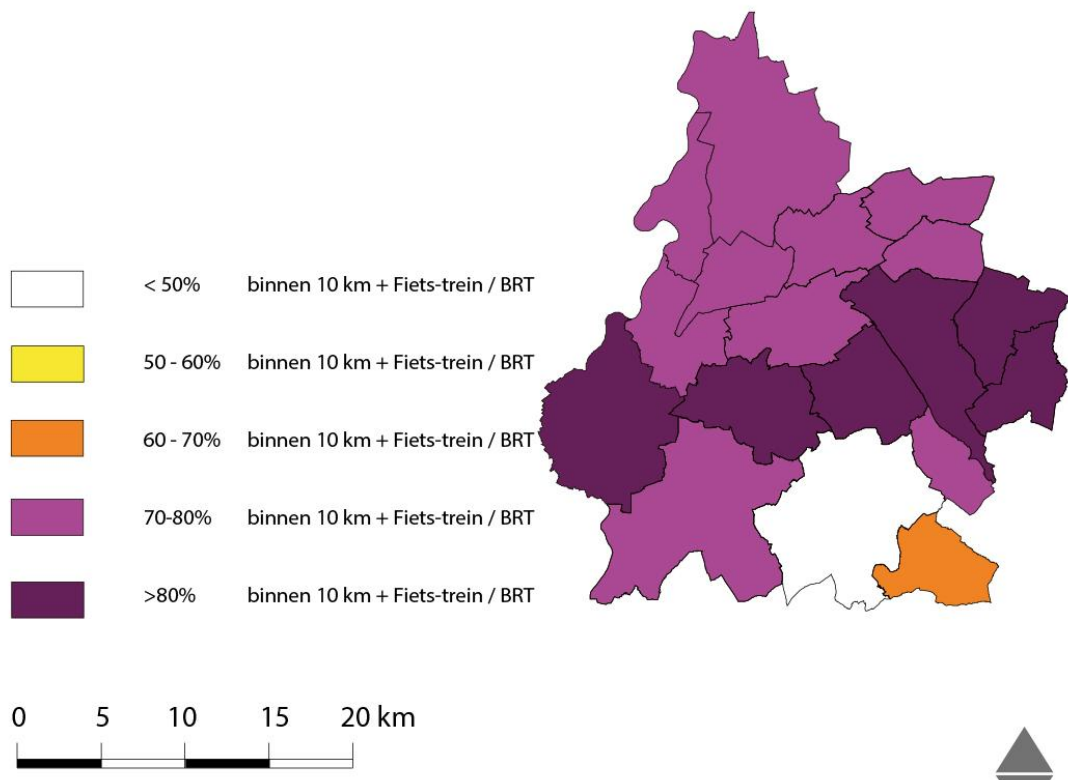 < 50% binnen 10 km + Fiets-trein / BRT
50 - 60% binnen 10 km + Fiets-trein / BRT
60 - 70% binnen 10 km + Fiets-trein / BRT
70-80% binnen 10 km + Fiets-trein / BRT
>80% binnen 10 km + Fiets-trein / BRT
0 5 10 15 20 km